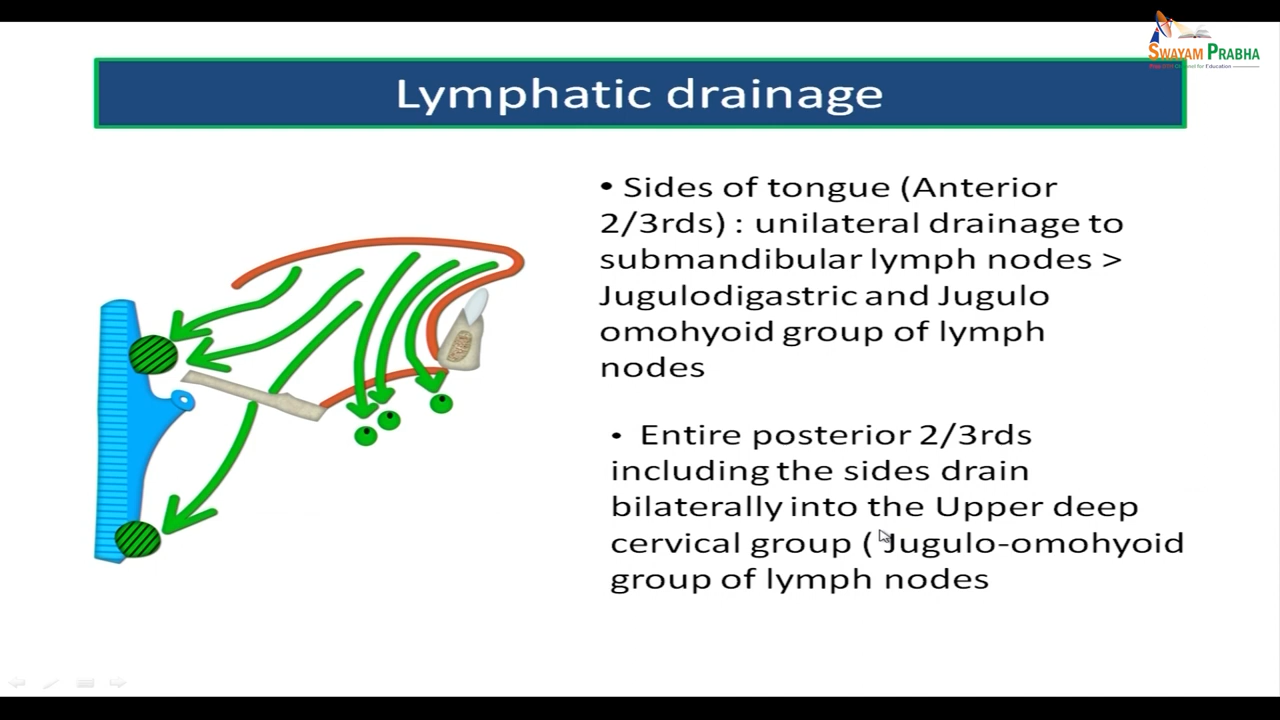 SWAYAM PRABHA
Lymphatic drainage
• Sides of tongue (Anterior
2/3rds) : unilateral drainage to
submandibular lymph nodes >
Jugulodigastric and Jugulo
omohyoid group of lymph
nodes
• Entire posterior 2/3rds
including the sides drain
bilaterally into the Upper deep
cervical group ( Jugulo-omohyoid
group of lymph nodes